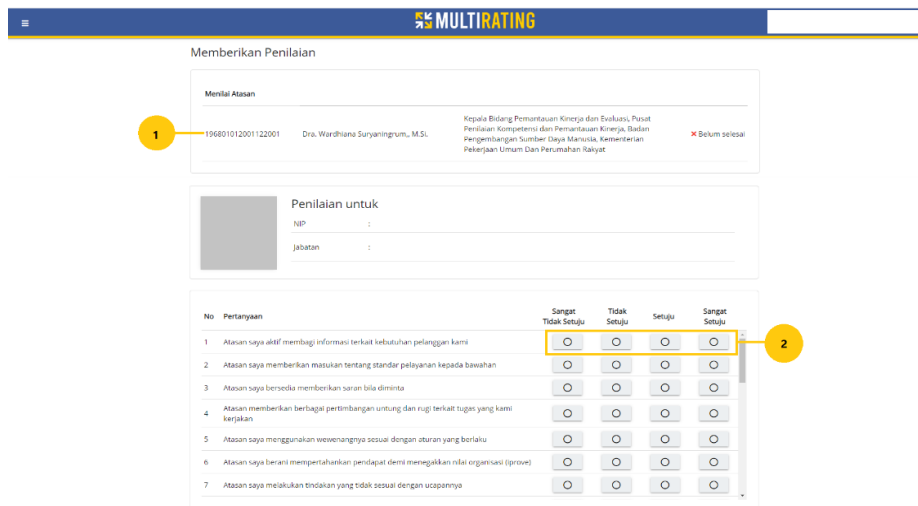 ≡
MULTIRATING
Memberikan Penilaian
Menilai Atasan
1
196801012001122001
Dra. Wardhiana Suryaningrum,, M.Si.
Kepala Bidang Pemantauan Kinerja dan Evaluasi, Pusat
Penilaian Kompetensi dan Pemantauan Kinerja, Badan
Pengembangan Sumber Daya Manusia, Kementerian
Pekerjaan Umum Dan Perumahan Rakyat
× Belum selesai
Penilaian untuk
NIP :
Jabatan :
No Pertanyaan Sangat Tidak Setuju Tidak Setuju Setuju Sangat Setuju
1 Atasan saya aktif membagi informasi terkait kebutuhan pelanggan kami
2
2 Atasan saya memberikan masukan tentang standar pelayanan kepada bawahan
3 Atasan saya bersedia memberikan saran bila diminta
4 Atasan memberikan berbagai pertimbangan untung dan rugi terkait tugas yang kami
kerjakan
5 Atasan saya menggunakan wewenangnya sesuai dengan aturan yang berlaku
6 Atasan saya berani mempertahankan pendapat demi menegakkan nilai organisasi (iprove)
7 Atasan saya melakukan tindakan yang tidak sesuai dengan ucapannya